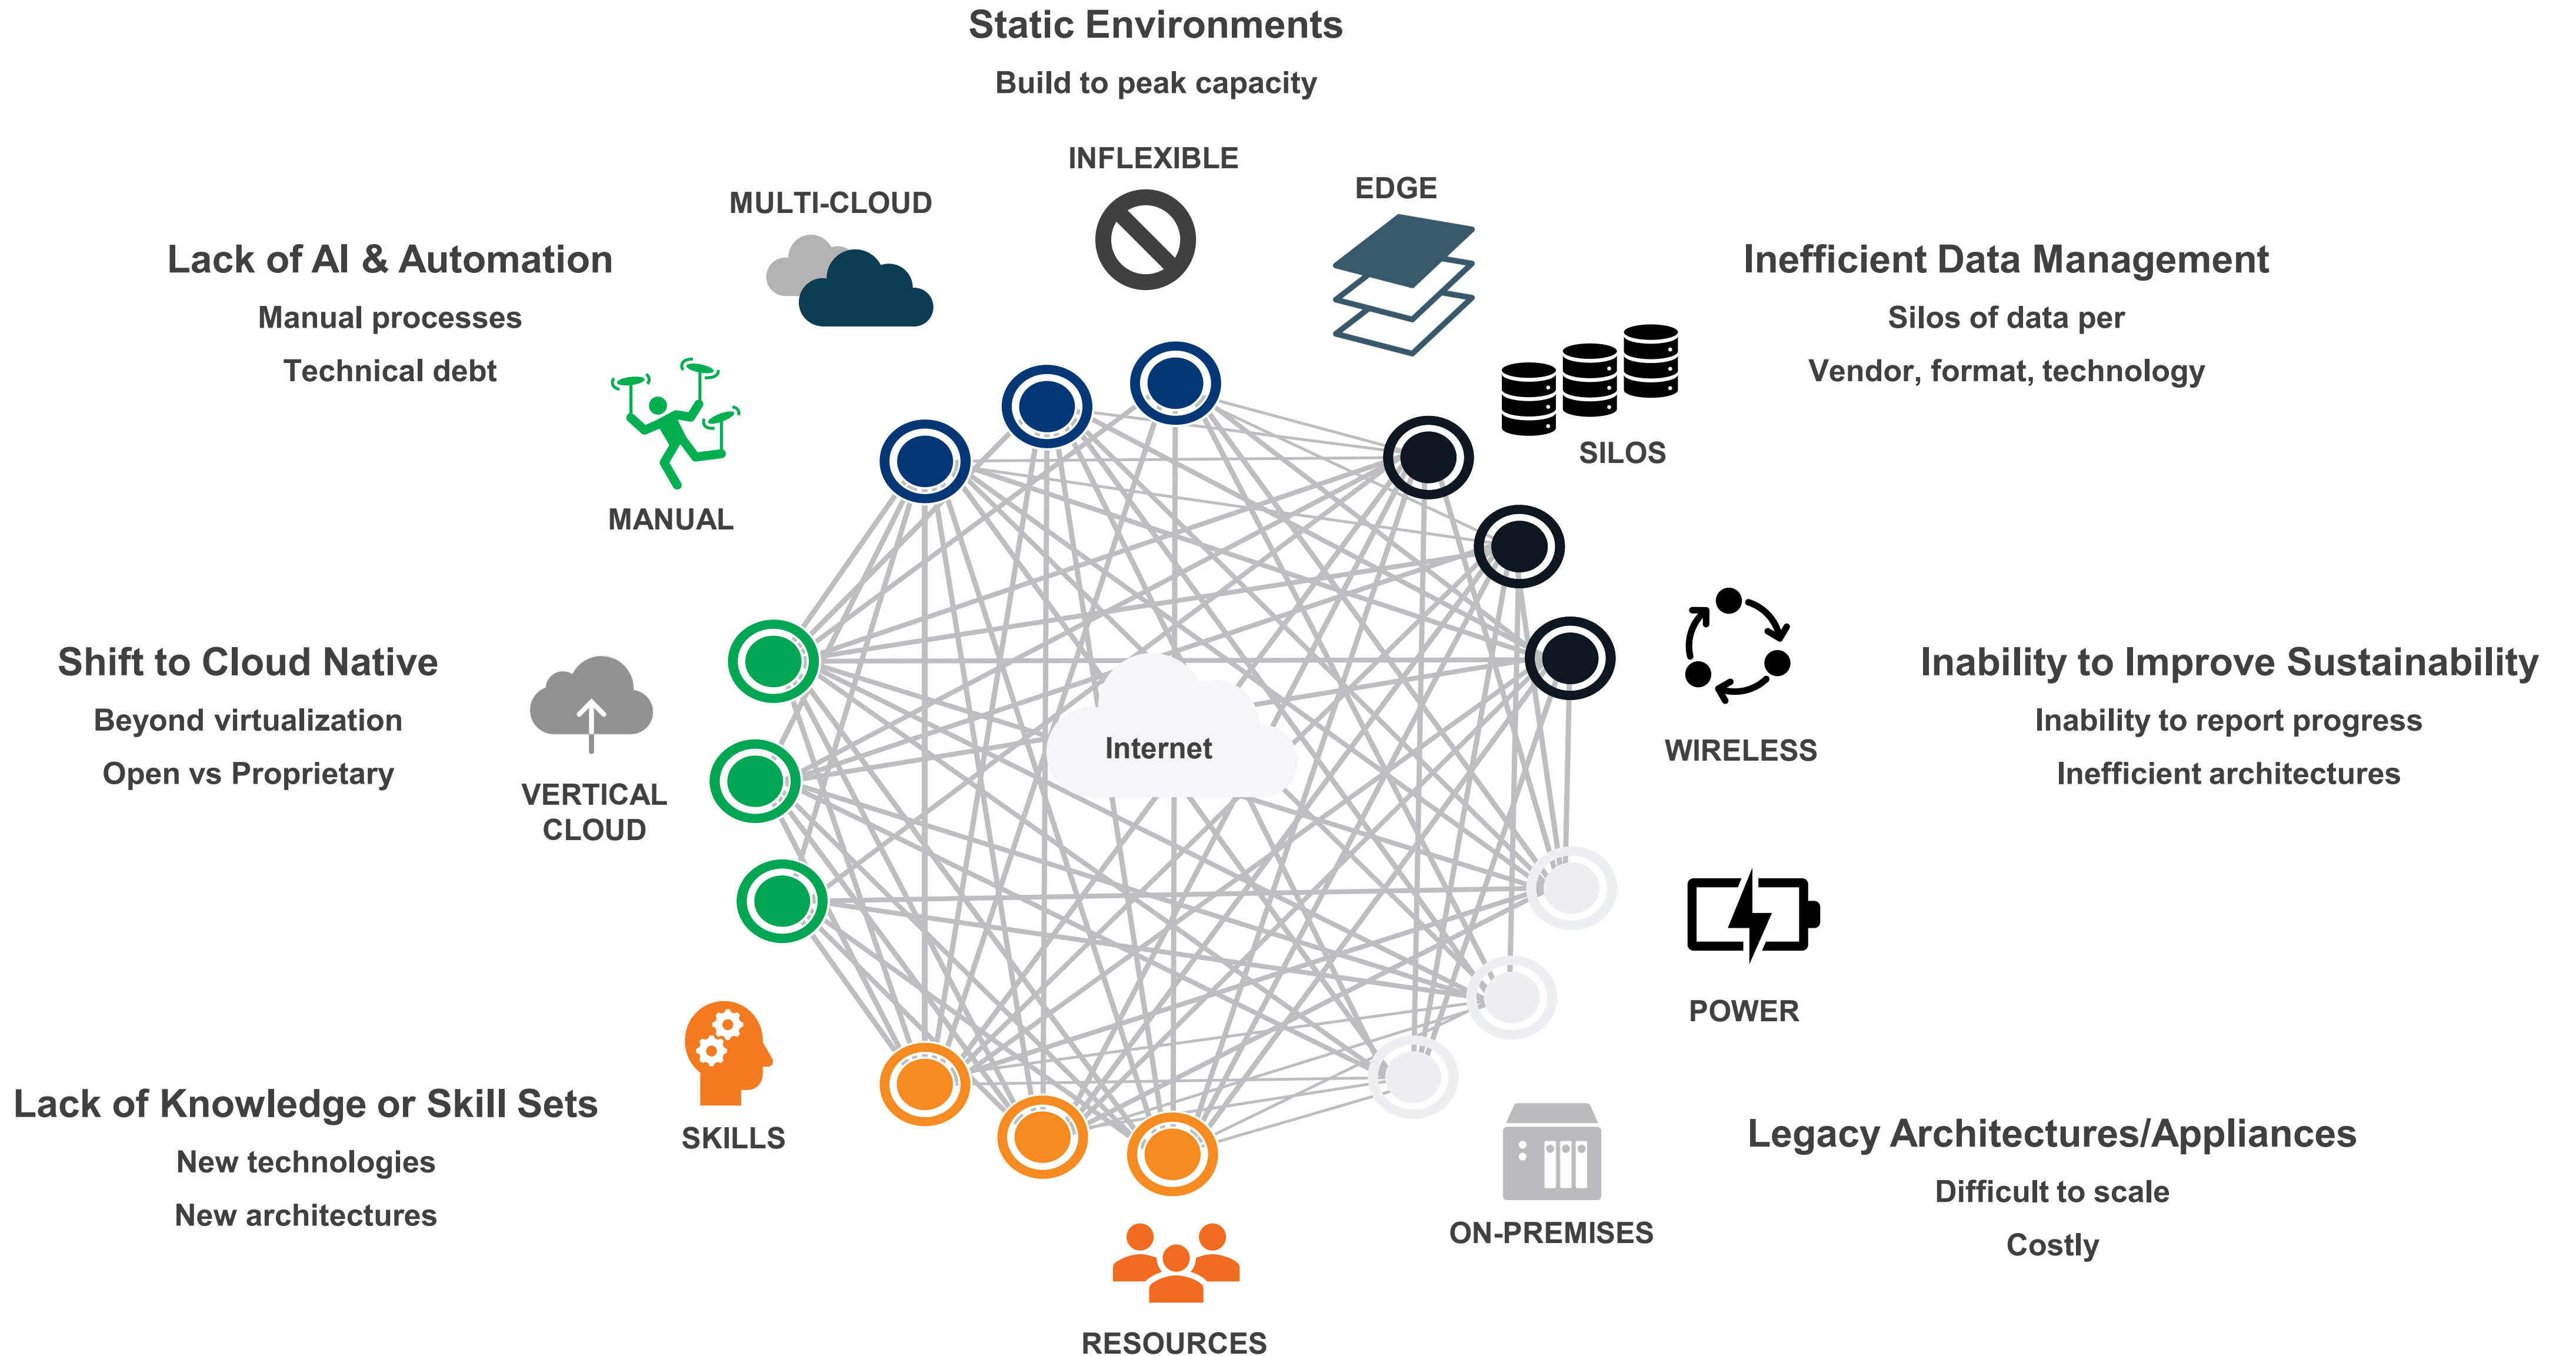 Static Environments
Build to peak capacity
INFLEXIBLE
EDGE
MULTI-CLOUD
Lack of AI & Automation
Manual processes
Technical debt
MANUAL
Inefficient Data Management
Silos of data per
Vendor, format, technology
SILOS
Shift to Cloud Native
Beyond virtualization
Open vs Proprietary
VERTICAL
CLOUD
Internet
WIRELESS
Inability to Improve Sustainability
Inability to report progress
Inefficient architectures
POWER
Lack of Knowledge or Skill Sets
New technologies
New architectures
SKILLS
RESOURCES
ON-PREMISES
Legacy Architectures/Appliances
Difficult to scale
Costly